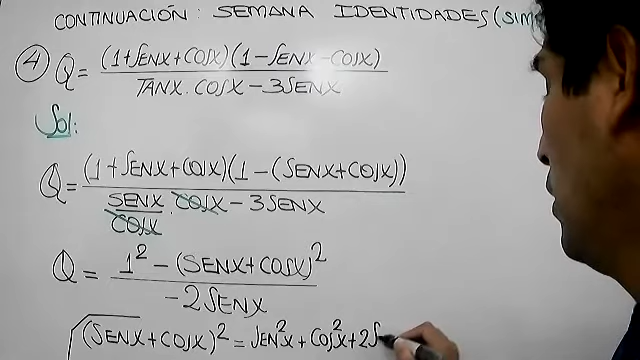 CONTINUACIÓN: SEMANA IDENTIDADES (SIM
4 Q = (1+SENX+COSX)(1-SENX-COSX)
TANX. COSX - 3SENX
Sol:
Q = (1+SENX+COSX)(1-(SENX+COSX))
SENX/COSX . COSX - 3SENX
Q = 1² - (SENX+COSX)²
-2SENX
(SENX+COSX)² = SEN²X + COS²X + 2S